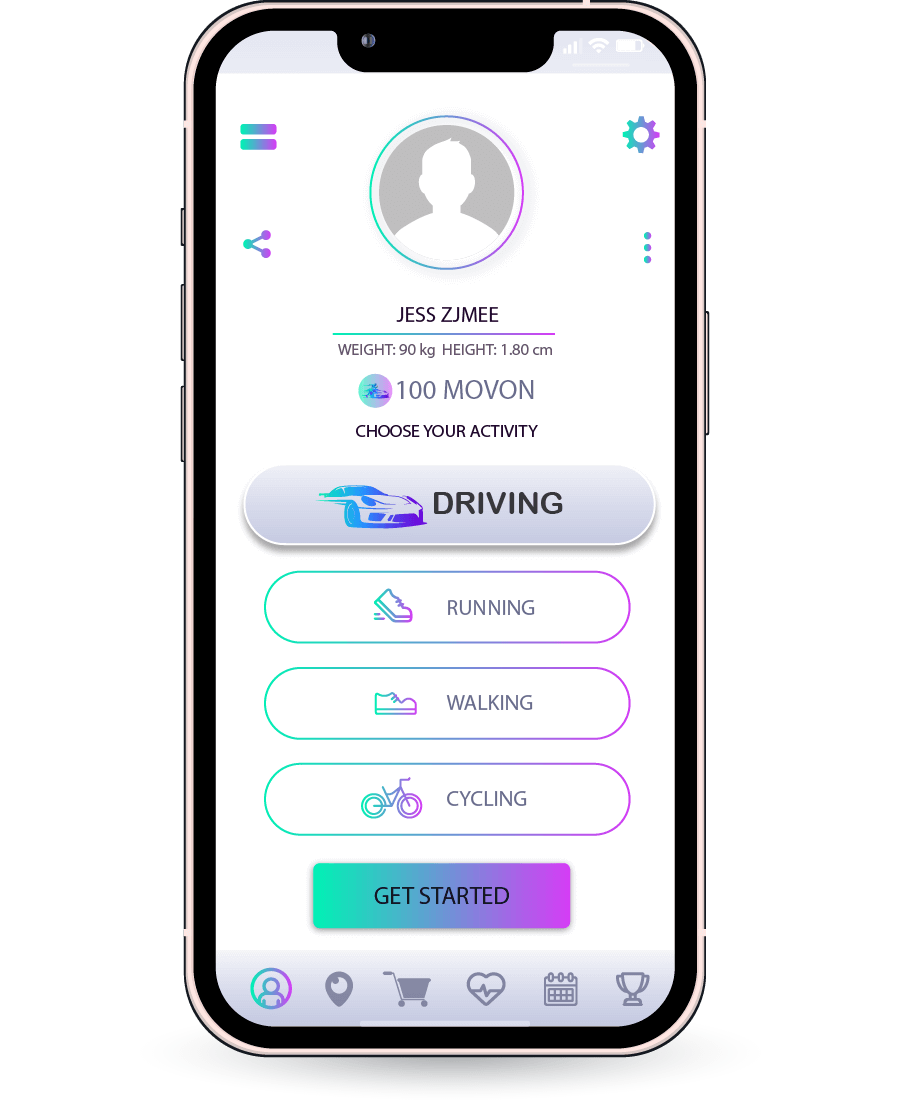 JESS ZJMEE
WEIGHT: 90 kg HEIGHT: 1.80 cm
100 MOVON
CHOOSE YOUR ACTIVITY
DRIVING
RUNNING
WALKING
CYCLING
GET STARTED